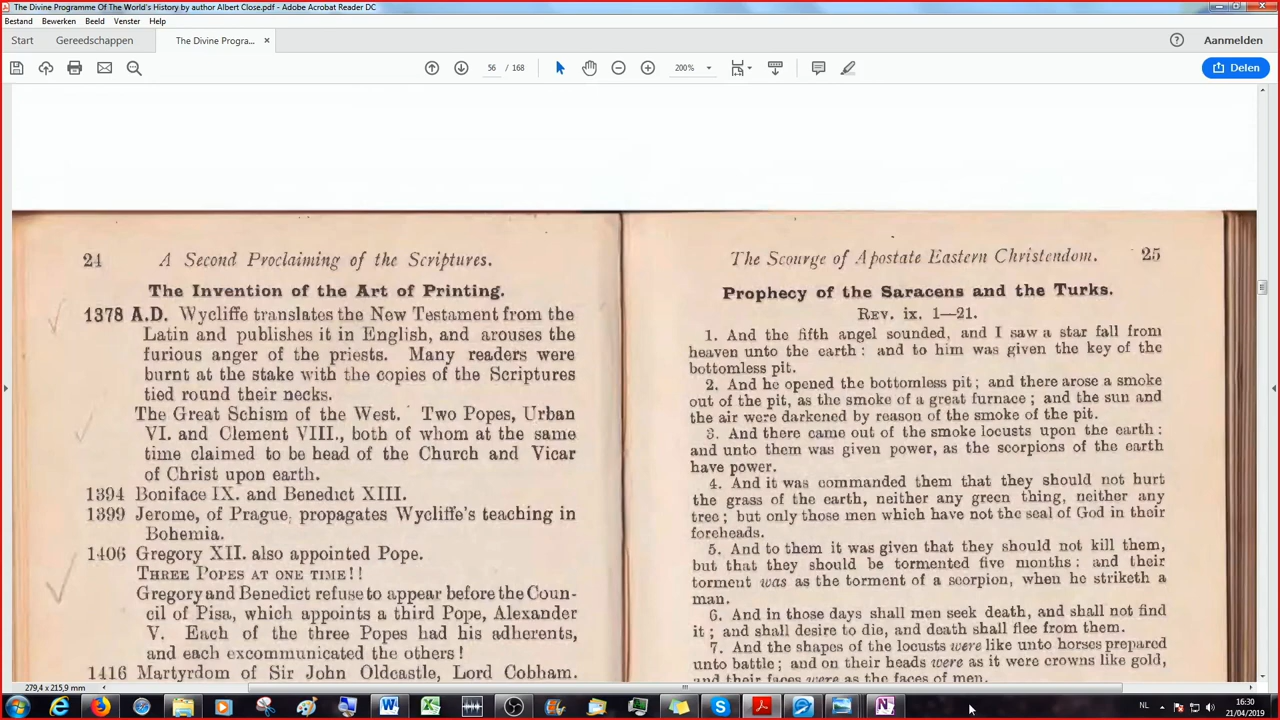 The Divine Programme Of The World's History by author Albert Close.pdf - Adobe Acrobat Reader DC
Bestand Bewerken Beeld Venster Help
Start Gereedschappen The Divine Progra... × Aanmelden
56 / 168 200% Delen
24 A Second Proclaiming of the Scriptures.
The Invention of the Art of Printing.
1378 A.D. Wycliffe translates the New Testament from the
Latin and publishes it in English, and arouses the
furious anger of the priests. Many readers were
burnt at the stake with the copies of the Scriptures
tied round their necks.
The Great Schism of the West. Two Popes, Urban
VI. and Clement VIII., both of whom at the same
time claimed to be head of the Church and Vicar
of Christ upon earth.
1394 Boniface IX. and Benedict XIII.
1399 Jerome, of Prague, propagates Wycliffe's teaching in
Bohemia.
1406 Gregory XII. also appointed Pope.
THREE POPES AT ONE TIME!!
Gregory and Benedict refuse to appear before the Coun-
cil of Pisa, which appoints a third Pope, Alexander
V. Each of the three Popes had his adherents,
and each excommunicated the others!
1416 Martyrdom of Sir John Oldcastle, Lord Cobham.
The Scourge of Apostate Eastern Christendom. 25
Prophecy of the Saracens and the Turks.
REV. ix. 1—21.
1. And the fifth angel sounded, and I saw a star fall from
heaven unto the earth: and to him was given the key of the
bottomless pit.
2. And he opened the bottomless pit; and there arose a smoke
out of the pit, as the smoke of a great furnace; and the sun and
the air were darkened by reason of the smoke of the pit.
3. And there came out of the smoke locusts upon the earth:
and unto them was given power, as the scorpions of the earth
have power.
4. And it was commanded them that they should not hurt
the grass of the earth, neither any green thing, neither any
tree; but only those men which have not the seal of God in their
foreheads.
5. And to them it was given that they should not kill them,
but that they should be tormented five months: and their
torment was as the torment of a scorpion, when he striketh a
man.
6. And in those days shall men seek death, and shall not find
it; and shall desire to die, and death shall flee from them.
7. And the shapes of the locusts were like unto horses prepared
unto battle; and on their heads were as it were crowns like gold,
and their faces were as the faces of men.
279,4 x 215,9 mm
NL 16:30
21/04/2019